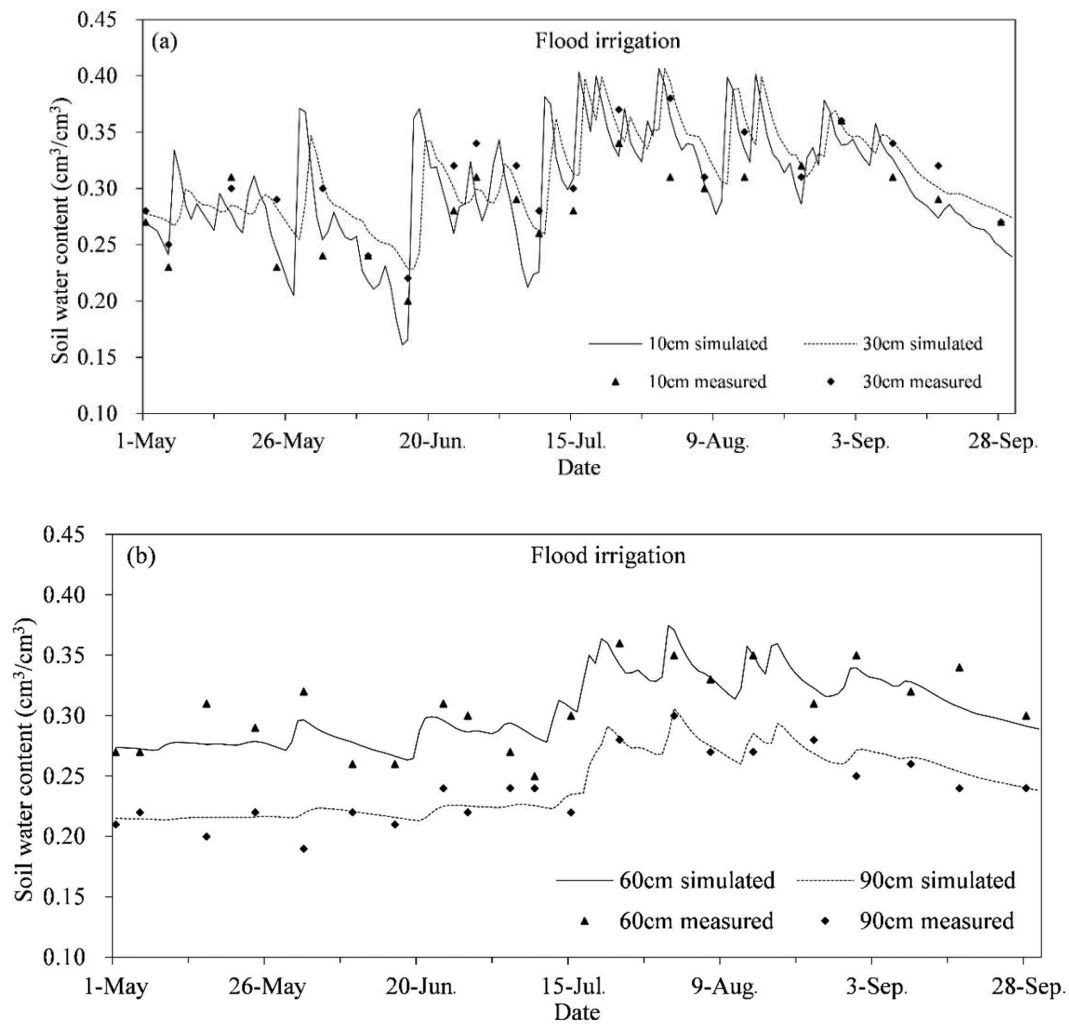 (a)
Flood irrigation
Soil water content (cm³/cm³)
0.45
0.40
0.35
0.30
0.25
0.20
0.15
0.10
10cm simulated
30cm simulated
10cm measured
30cm measured
1-May
26-May
20-Jun.
15-Jul.
9-Aug.
3-Sep.
28-Sep.
Date
(b)
Flood irrigation
Soil water content (cm³/cm³)
0.45
0.40
0.35
0.30
0.25
0.20
0.15
0.10
60cm simulated
90cm simulated
60cm measured
90cm measured
1-May
26-May
20-Jun.
15-Jul.
9-Aug.
3-Sep.
28-Sep.
Date